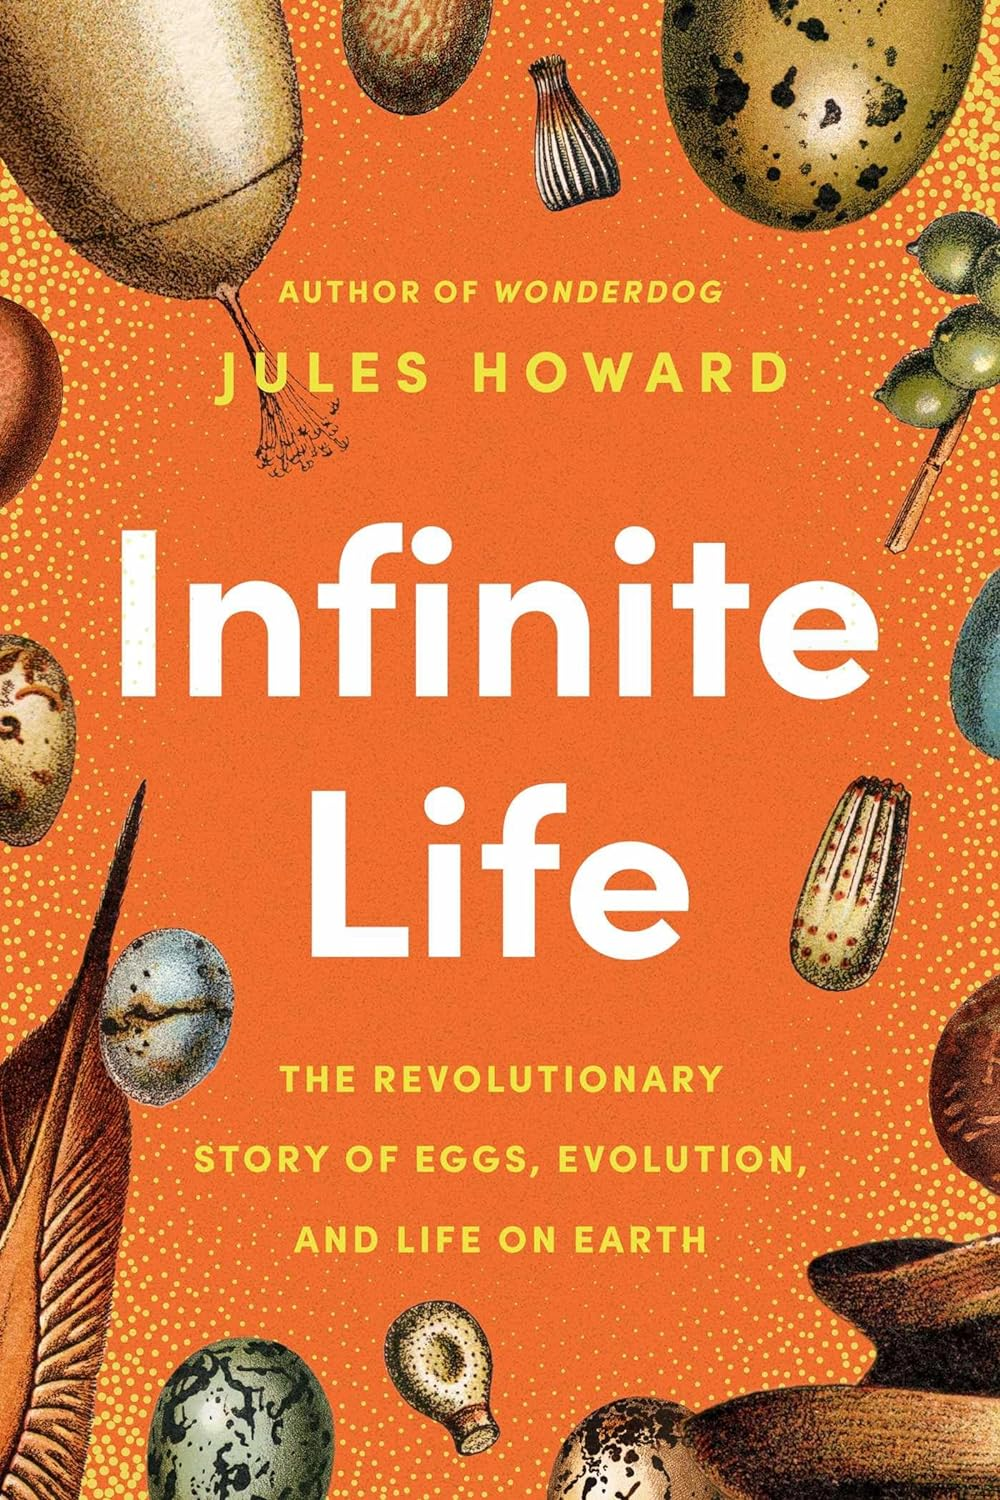 AUTHOR OF WONDERDOG
JULES HOWARD
Infinite
Life
THE REVOLUTIONARY
STORY OF EGGS, EVOLUTION,
AND LIFE ON EARTH